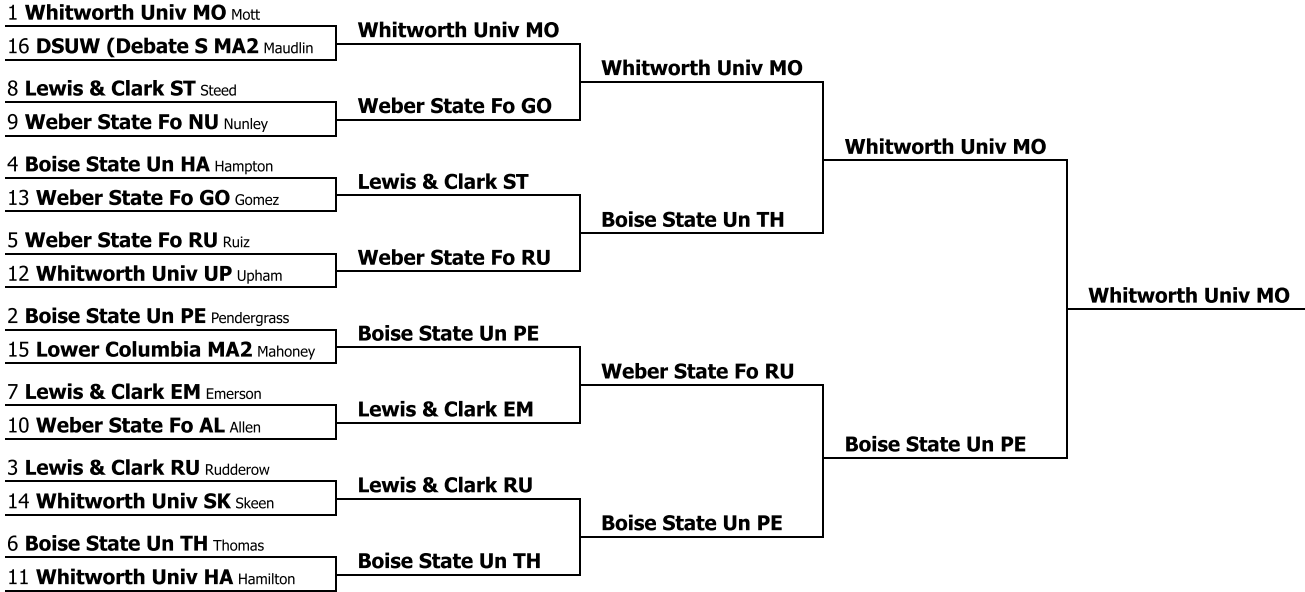 1 Whitworth Univ MO Mott
16 DSUW (Debate S MA2 Maudlin
8 Lewis & Clark ST Steed
9 Weber State Fo NU Nunley
4 Boise State Un HA Hampton
13 Weber State Fo GO Gomez
5 Weber State Fo RU Ruiz
12 Whitworth Univ UP Upham
2 Boise State Un PE Pendergrass
15 Lower Columbia MA2 Mahoney
7 Lewis & Clark EM Emerson
10 Weber State Fo AL Allen
3 Lewis & Clark RU Rudderow
14 Whitworth Univ SK Skeen
6 Boise State Un TH Thomas
11 Whitworth Univ HA Hamilton
Whitworth Univ MO
Weber State Fo GO
Lewis & Clark ST
Weber State Fo RU
Boise State Un PE
Lewis & Clark EM
Lewis & Clark RU
Boise State Un TH
Whitworth Univ MO
Boise State Un TH
Weber State Fo RU
Boise State Un PE
Whitworth Univ MO
Boise State Un PE
Whitworth Univ MO